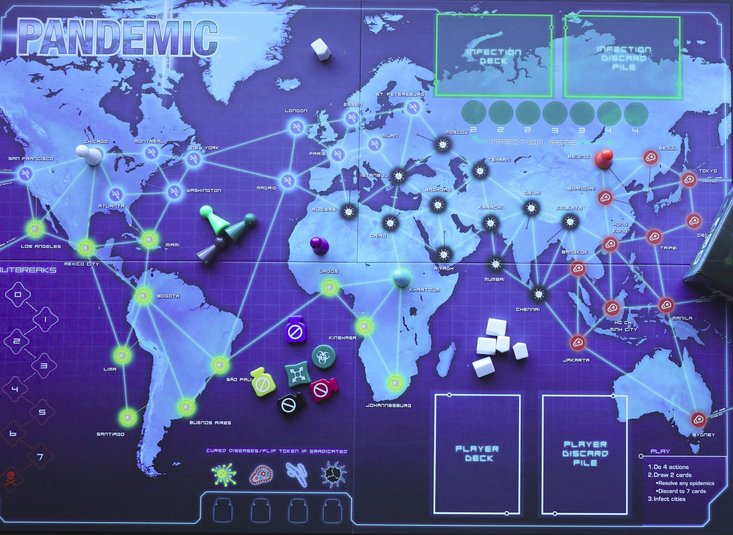 PANDEMIC
INFECTION
DECK
INFECTION
DISCARD
PILE
2 2 2 3 3 4 4
INFECTION RATE
ST. PETERSBURG
LONDON
ESSEN
MILAN
PARIS
MADRID
MOSCOW
TEHRAN
ISTANBUL
BAGHDAD
ALGIERS
CAIRO
RIYADH
KARACHI
DELHI
KOLKATA
MUMBAI
CHENNAI
CHICAGO
MONTREAL
NEW YORK
SAN FRANCISCO
ATLANTA
WASHINGTON
LOS ANGELES
MEXICO CITY
MIAMI
BEIJING
SEOUL
TOKYO
SHANGHAI
HONG
KONG
TAIPEI
BANGKOK
HO CHI
MINH CITY
MANILA
JAKARTA
SYDNEY
OUTBREAKS
0
1
2
3
4
5
6
7
BOGOTA
LIMA
SANTIAGO
BUENOS AIRES
SÃO PAU
LAGOS
KHARTOUM
KINSHASA
JOHANNESBURG
CURED DISEASES/FLIP TOKEN IF ERADICATED
PLAYER
DECK
PLAYER
DISCARD
PILE
PLAY
1.Do 4 actions
2.Draw 2 cards
•Resolve any epidemics
•Discard to 7 cards
3.Infect cities